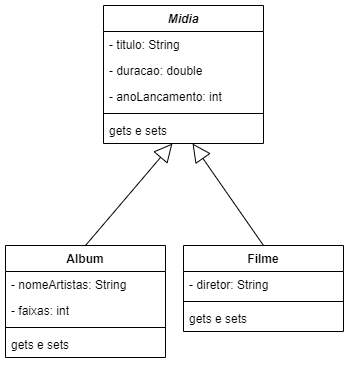 Mídia
- titulo: String
- duracao: double
- anoLancamento: int
gets e sets
Album
- nomeArtistas: String
- faixas: int
gets e sets
Filme
- diretor: String
gets e sets